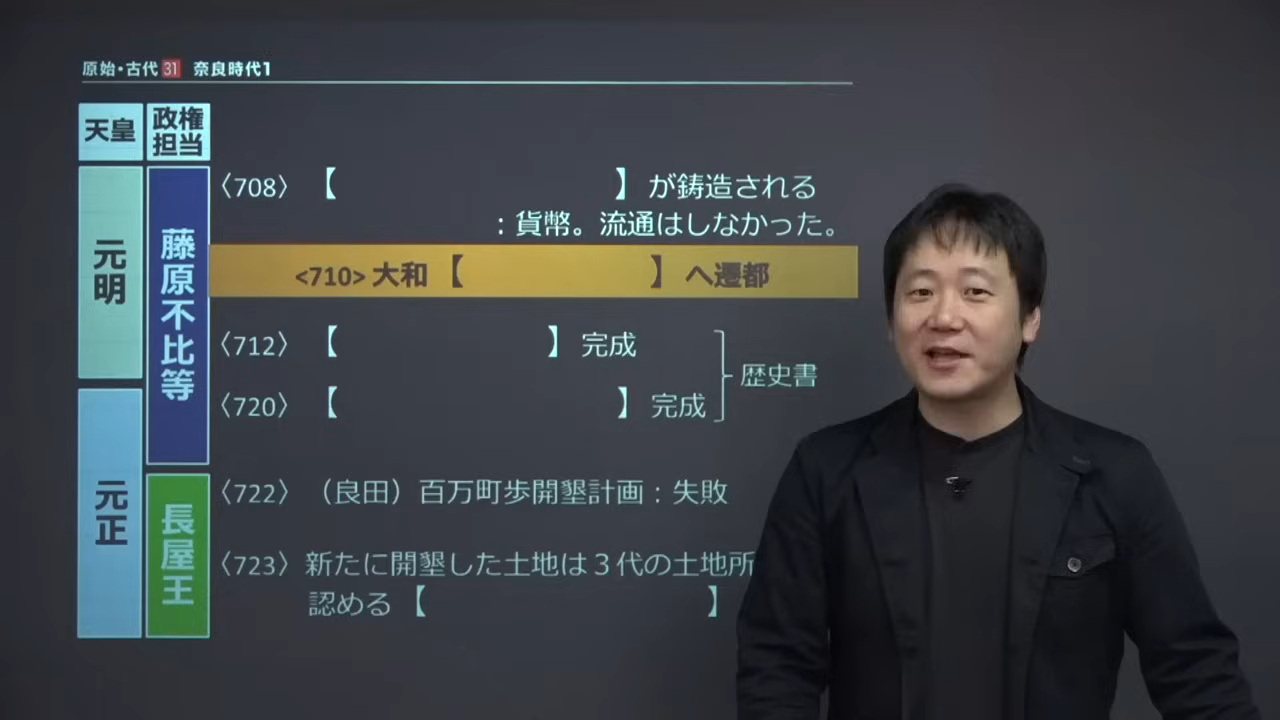 原始・古代 31 奈良時代1
天皇
政権
担当
元明
元正
藤原不比等
長屋王
〈708〉 【 】 が鋳造される
：貨幣。流通はしなかった。
<710> 大和 【 】 へ遷都
〈712〉 【 】 完成
〈720〉 【 】 完成
歴史書
〈722〉 （良田）百万町歩開墾計画：失敗
〈723〉 新たに開墾した土地は３代の土地所
認める 【 】